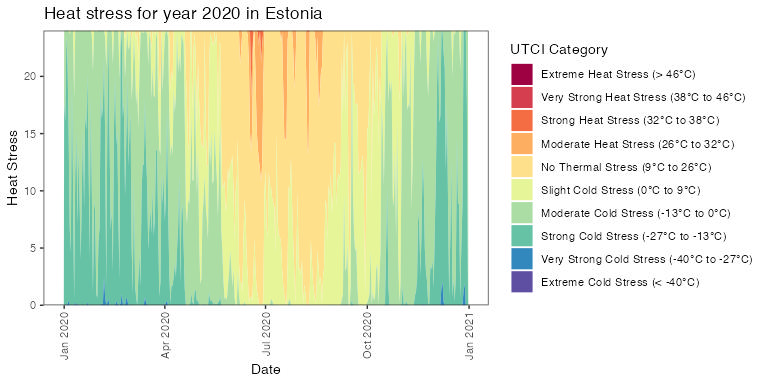 Heat stress for year 2020 in Estonia
Heat Stress
20
15
10
5
0
Jan 2020
Apr 2020
Jul 2020
Oct 2020
Jan 2021
Date
UTCI Category
Extreme Heat Stress (> 46°C)
Very Strong Heat Stress (38°C to 46°C)
Strong Heat Stress (32°C to 38°C)
Moderate Heat Stress (26°C to 32°C)
No Thermal Stress (9°C to 26°C)
Slight Cold Stress (0°C to 9°C)
Moderate Cold Stress (-13°C to 0°C)
Strong Cold Stress (-27°C to -13°C)
Very Strong Cold Stress (-40°C to -27°C)
Extreme Cold Stress (< -40°C)